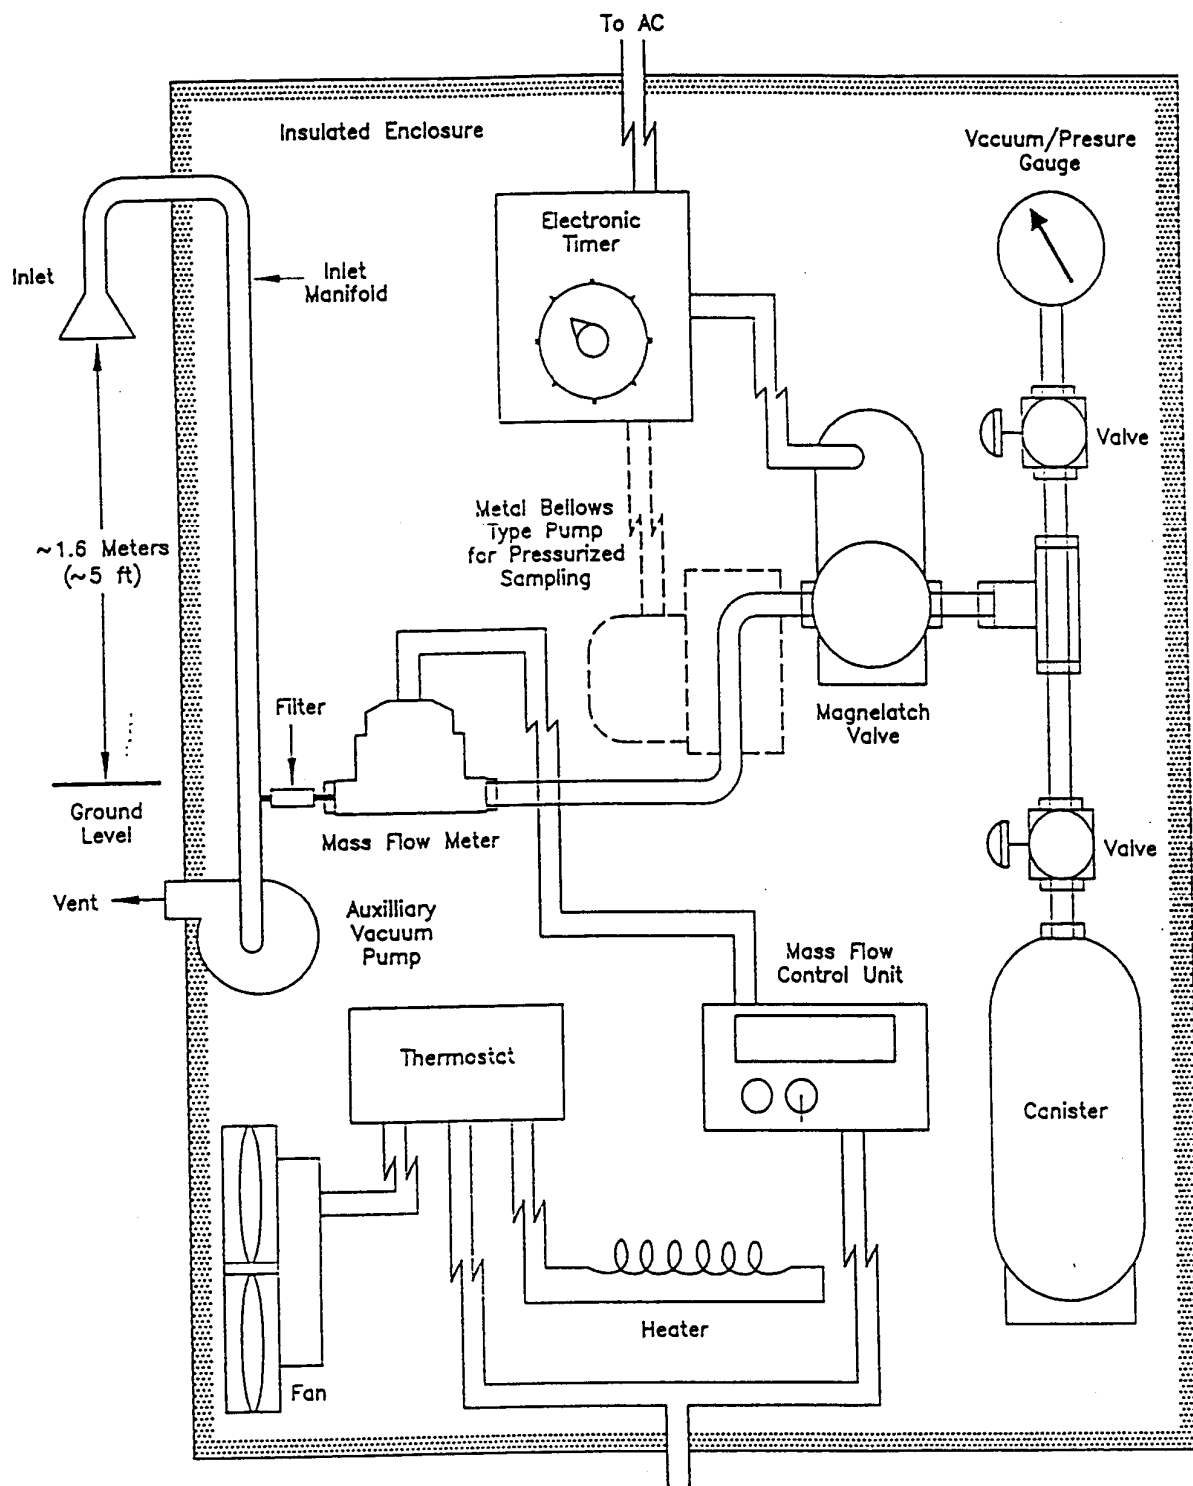 To AC
Insulated Enclosure
Vccuum/Presure
Gauge
Electronic
Timer
Inlet
Inlet
Manifold
Valve
Metal Bellows
Type Pump
for Pressurized
Sampling
~1.6 Meters
(~5 ft)
Filter
Magnelatch
Valve
Ground
Level
Mass Flow Meter
Valve
Vent
Auxilliary
Vacuum
Pump
Mass Flow
Control Unit
Thermostct
Canister
Heater
Fan